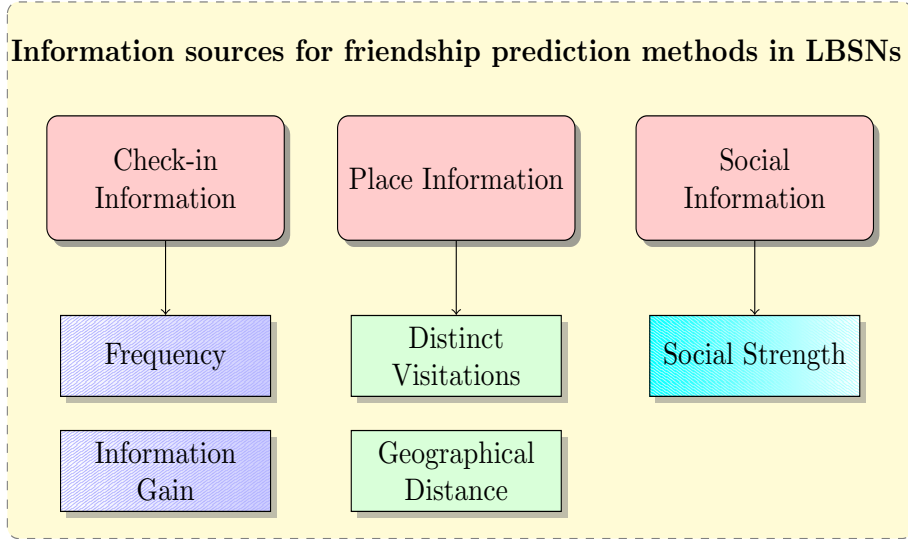 Information sources for friendship prediction methods in LBSNs
Check-in
Information
Place Information
Social
Information
Frequency
Distinct
Visitations
Social Strength
Information
Gain
Geographical
Distance